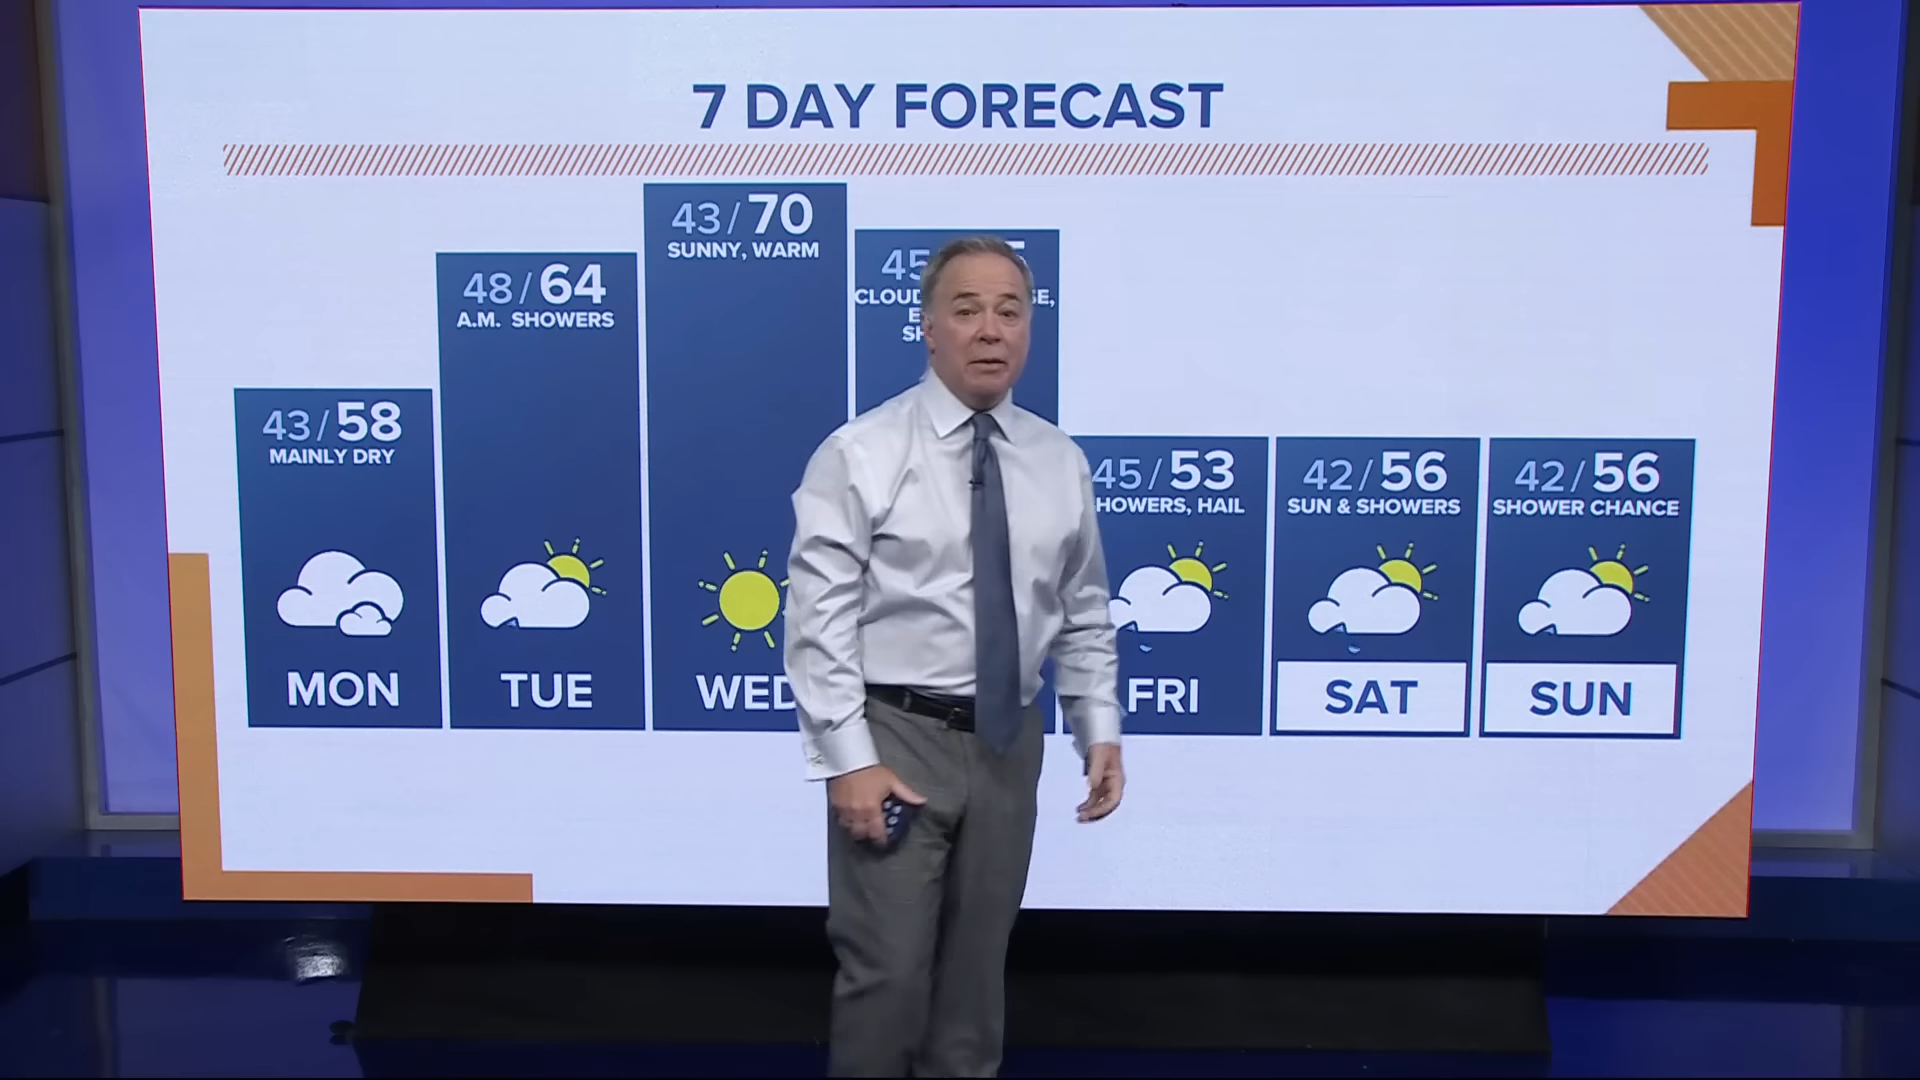 7 DAY FORECAST
43/58
MAINLY DRY
MON
48/64
A.M. SHOWERS
TUE
43/70
SUNNY, WARM
WED
45
45/53
HOWERS, HAIL
FRI
42/56
SUN & SHOWERS
SAT
42/56
SHOWER CHANCE
SUN